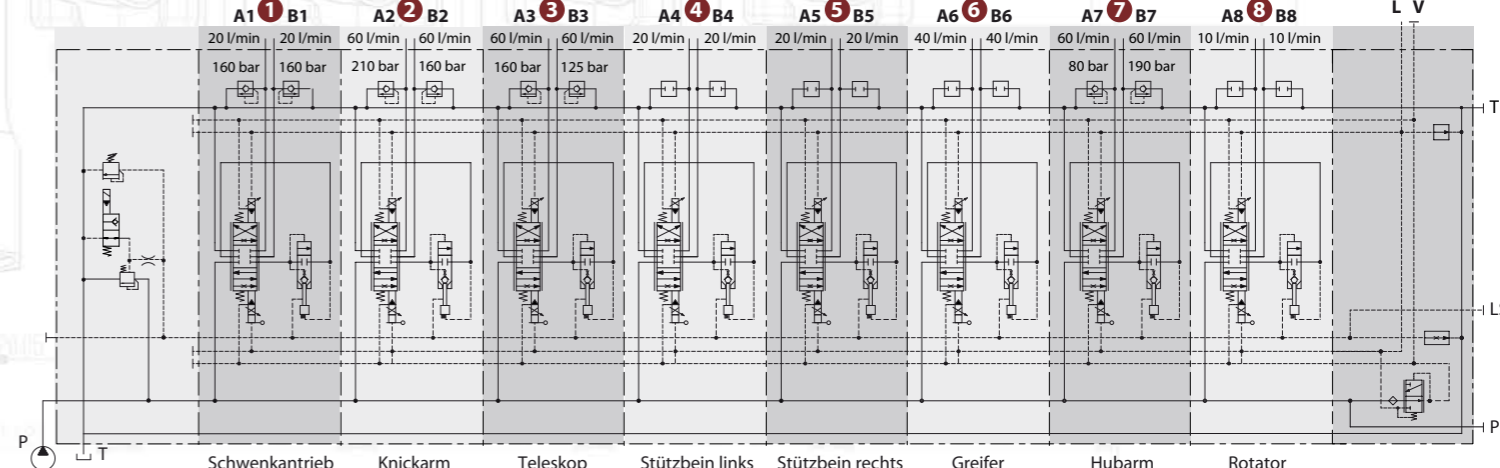 A1 1 B1 A2 2 B2 A3 3 B3 A4 4 B4 A5 5 B5 A6 6 B6 A7 7 B7 A8 8 B8 L V
20 l/min 20 l/min 60 l/min 60 l/min 60 l/min 60 l/min 20 l/min 20 l/min 20 l/min 20 l/min 40 l/min 40 l/min 60 l/min 60 l/min 10 l/min 10 l/min
160 bar 160 bar 210 bar 160 bar 160 bar 125 bar 80 bar 190 bar
T
P
P T
Schwenkantrieb Knickarm Teleskop Stützbein links Stützbein rechts Greifer Hubarm Rotator